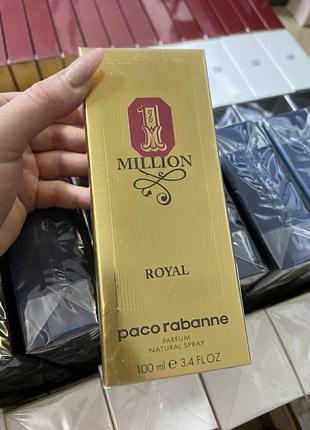 1
MILLION
ROYAL
paco rabanne
PARFUM
NATURAL SPRAY
100 ml ℮ 3.4 FL.OZ